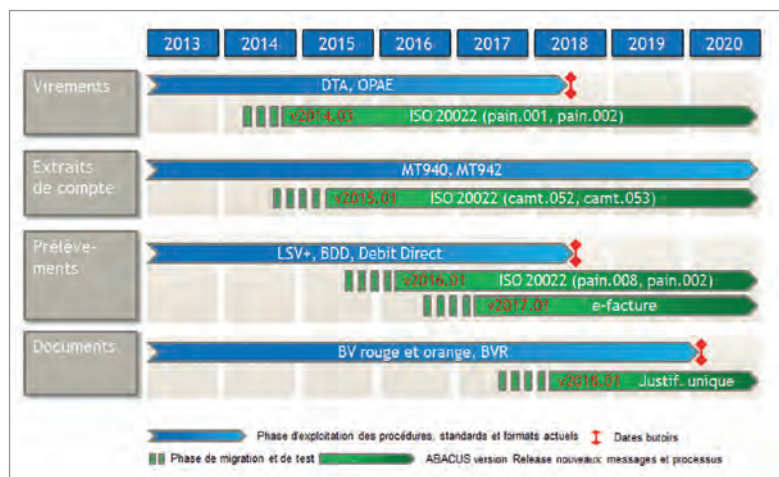 2013 2014 2015 2016 2017 2018 2019 2020
Virements
DTA, OPAE
v2014.03 ISO 20022 (pain.001, pain.002)
Extraits
de compte
MT940, MT942
v2015.01 ISO 20022 (camt.052, camt.053)
Prélève-
ments
LSV+, BDD, Debit Direct
v2016.01 ISO 20022 (pain.008, pain.002)
v2017.01 e-facture
Documents
BV rouge et orange, BVR
v2018.01 Justif. unique
Phase d'exploitation des procédures, standards et formats actuels Dates butoirs
Phase de migration et de test ABACUS version Release nouveaux messages et processus